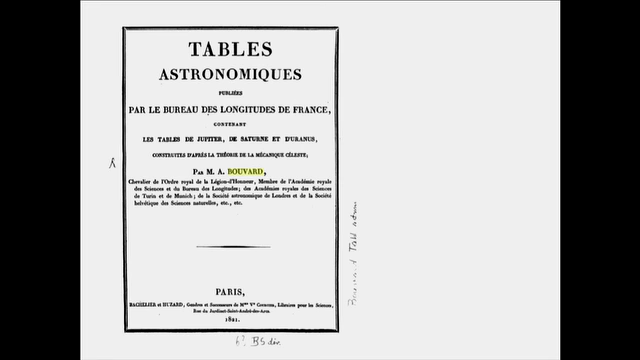 TABLES
ASTRONOMIQUES
PUBLIÉES
PAR LE BUREAU DES LONGITUDES DE FRANCE,
CONTENANT
LES TABLES DE JUPITER, DE SATURNE ET D'URANUS,
CONSTRUITES D'APRÈS LA THÉORIE DE LA MÉCANIQUE CÉLESTE;
PAR M. A. BOUVARD,
Chevalier de l'Ordre royal de la Légion-d'Honneur, Membre de l'Académie royale
des Sciences et du Bureau des Longitudes; des Académies royales des Sciences
de Turin et de Munich; de la Société astronomique de Londres et de la Société
helvétique des Sciences naturelles, etc., etc.
PARIS,
BACHELIER ET HUZARD, Gendres et Successeurs de Mme Ve Courcier, Libraires pour les Sciences,
Rue du Jardinet-Saint-André-des-Arcs
1821.